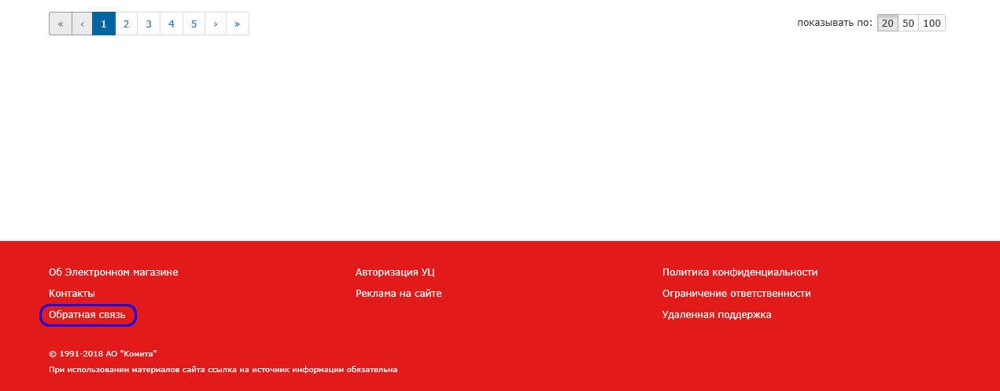 « ‹ 1 2 3 4 5 › » показывать по: 20 50 100
Об Электронном магазине Авторизация УЦ Политика конфиденциальности
Контакты Реклама на сайте Ограничение ответственности
Обратная связь Удаленная поддержка
© 1991-2018 АО "Комита"
При использовании материалов сайта ссылка на источник информации обязательна